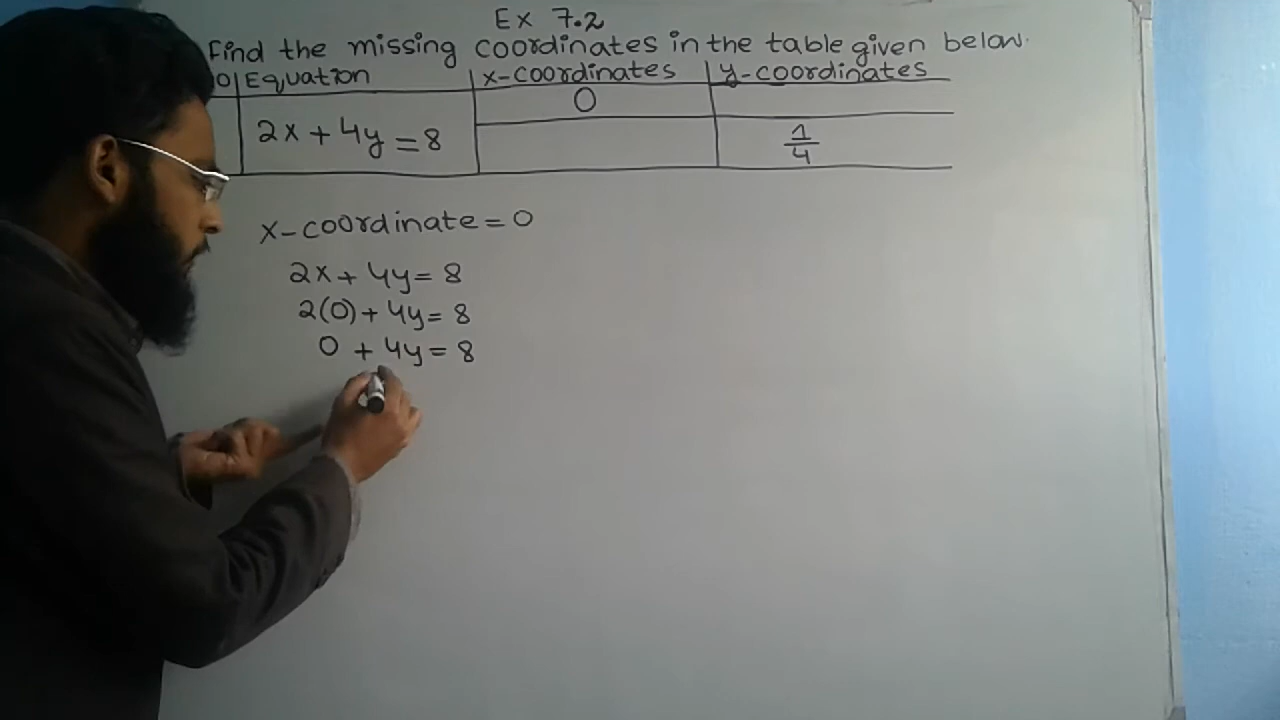 Ex 7.2
Find the missing coordinates in the table given below.
Equation x-coordinates y-coordinates
0
2x + 4y = 8
1/4
x-coordinate = 0
2x + 4y = 8
2(0) + 4y = 8
0 + 4y = 8